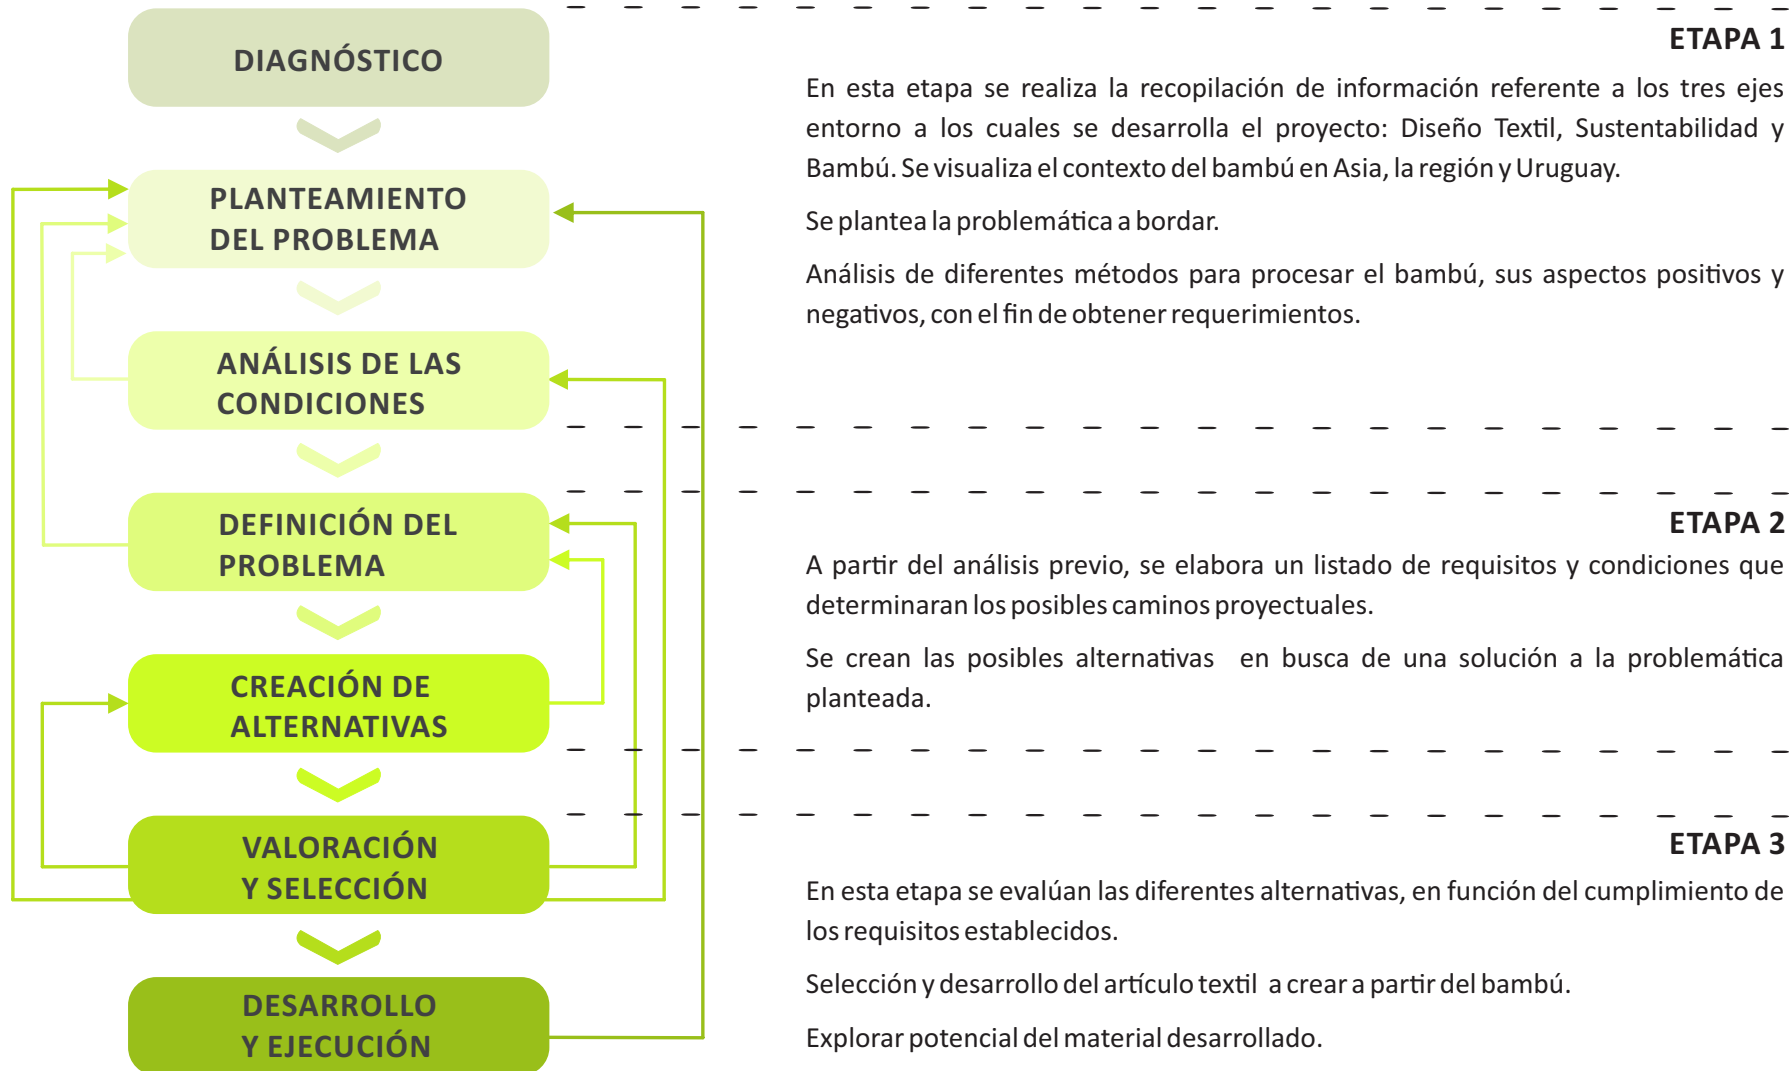 DIAGNÓSTICO
PLANTEAMIENTO
DEL PROBLEMA
ANÁLISIS DE LAS
CONDICIONES
DEFINICIÓN DEL
PROBLEMA
CREACIÓN DE
ALTERNATIVAS
VALORACIÓN
Y SELECCIÓN
DESARROLLO
Y EJECUCIÓN
ETAPA 1
En esta etapa se realiza la recopilación de información referente a los tres ejes
entorno a los cuales se desarrolla el proyecto: Diseño Textil, Sustentabilidad y
Bambú. Se visualiza el contexto del bambú en Asia, la región y Uruguay.
Se plantea la problemática a bordar.
Análisis de diferentes métodos para procesar el bambú, sus aspectos positivos y
negativos, con el fin de obtener requerimientos.
ETAPA 2
A partir del análisis previo, se elabora un listado de requisitos y condiciones que
determinaran los posibles caminos proyectuales.
Se crean las posibles alternativas en busca de una solución a la problemática
planteada.
ETAPA 3
En esta etapa se evalúan las diferentes alternativas, en función del cumplimiento de
los requisitos establecidos.
Selección y desarrollo del artículo textil a crear a partir del bambú.
Explorar potencial del material desarrollado.